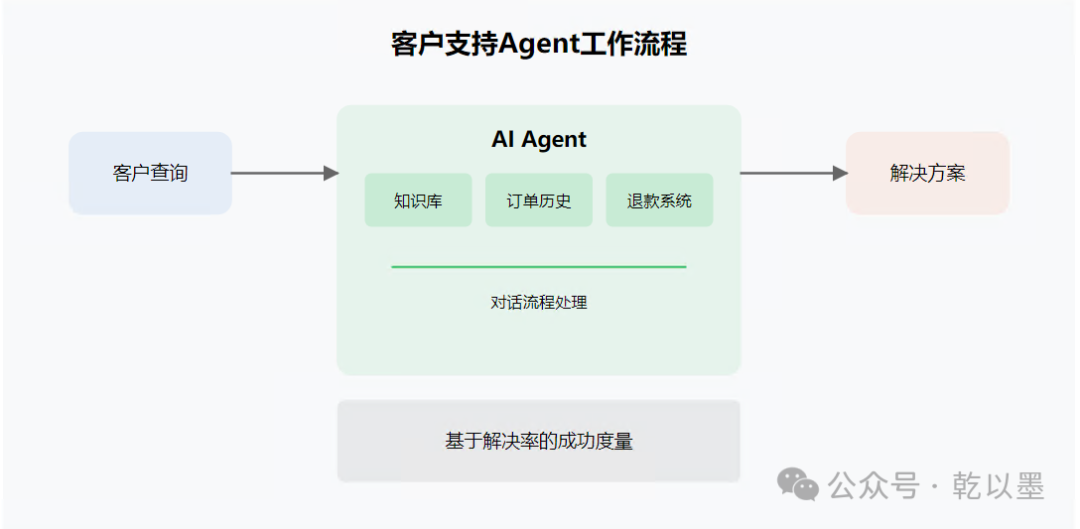 客户支持Agent工作流程
AI Agent
客户查询
知识库
订单历史
退款系统
解决方案
对话流程处理
基于解决率的成功度量
公众号 · 乾以墨